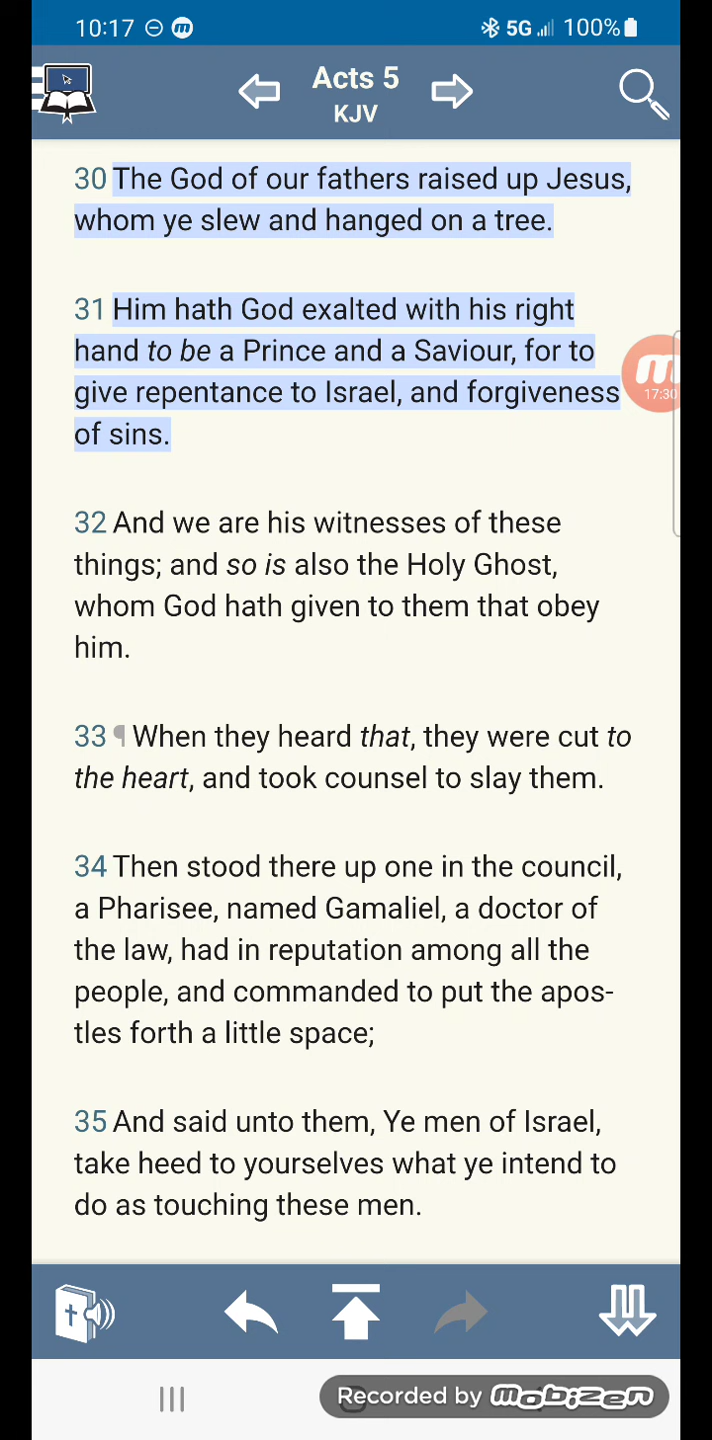 10:17
5G 100%
Acts 5
KJV
30 The God of our fathers raised up Jesus,
whom ye slew and hanged on a tree.
31 Him hath God exalted with his right
hand to be a Prince and a Saviour, for to
give repentance to Israel, and forgiveness
of sins.
17:30
32 And we are his witnesses of these
things; and so is also the Holy Ghost,
whom God hath given to them that obey
him.
33 ¶ When they heard that, they were cut to
the heart, and took counsel to slay them.
34 Then stood there up one in the council,
a Pharisee, named Gamaliel, a doctor of
the law, had in reputation among all the
people, and commanded to put the apos-
tles forth a little space;
35 And said unto them, Ye men of Israel,
take heed to yourselves what ye intend to
do as touching these men.
Recorded by mobizen